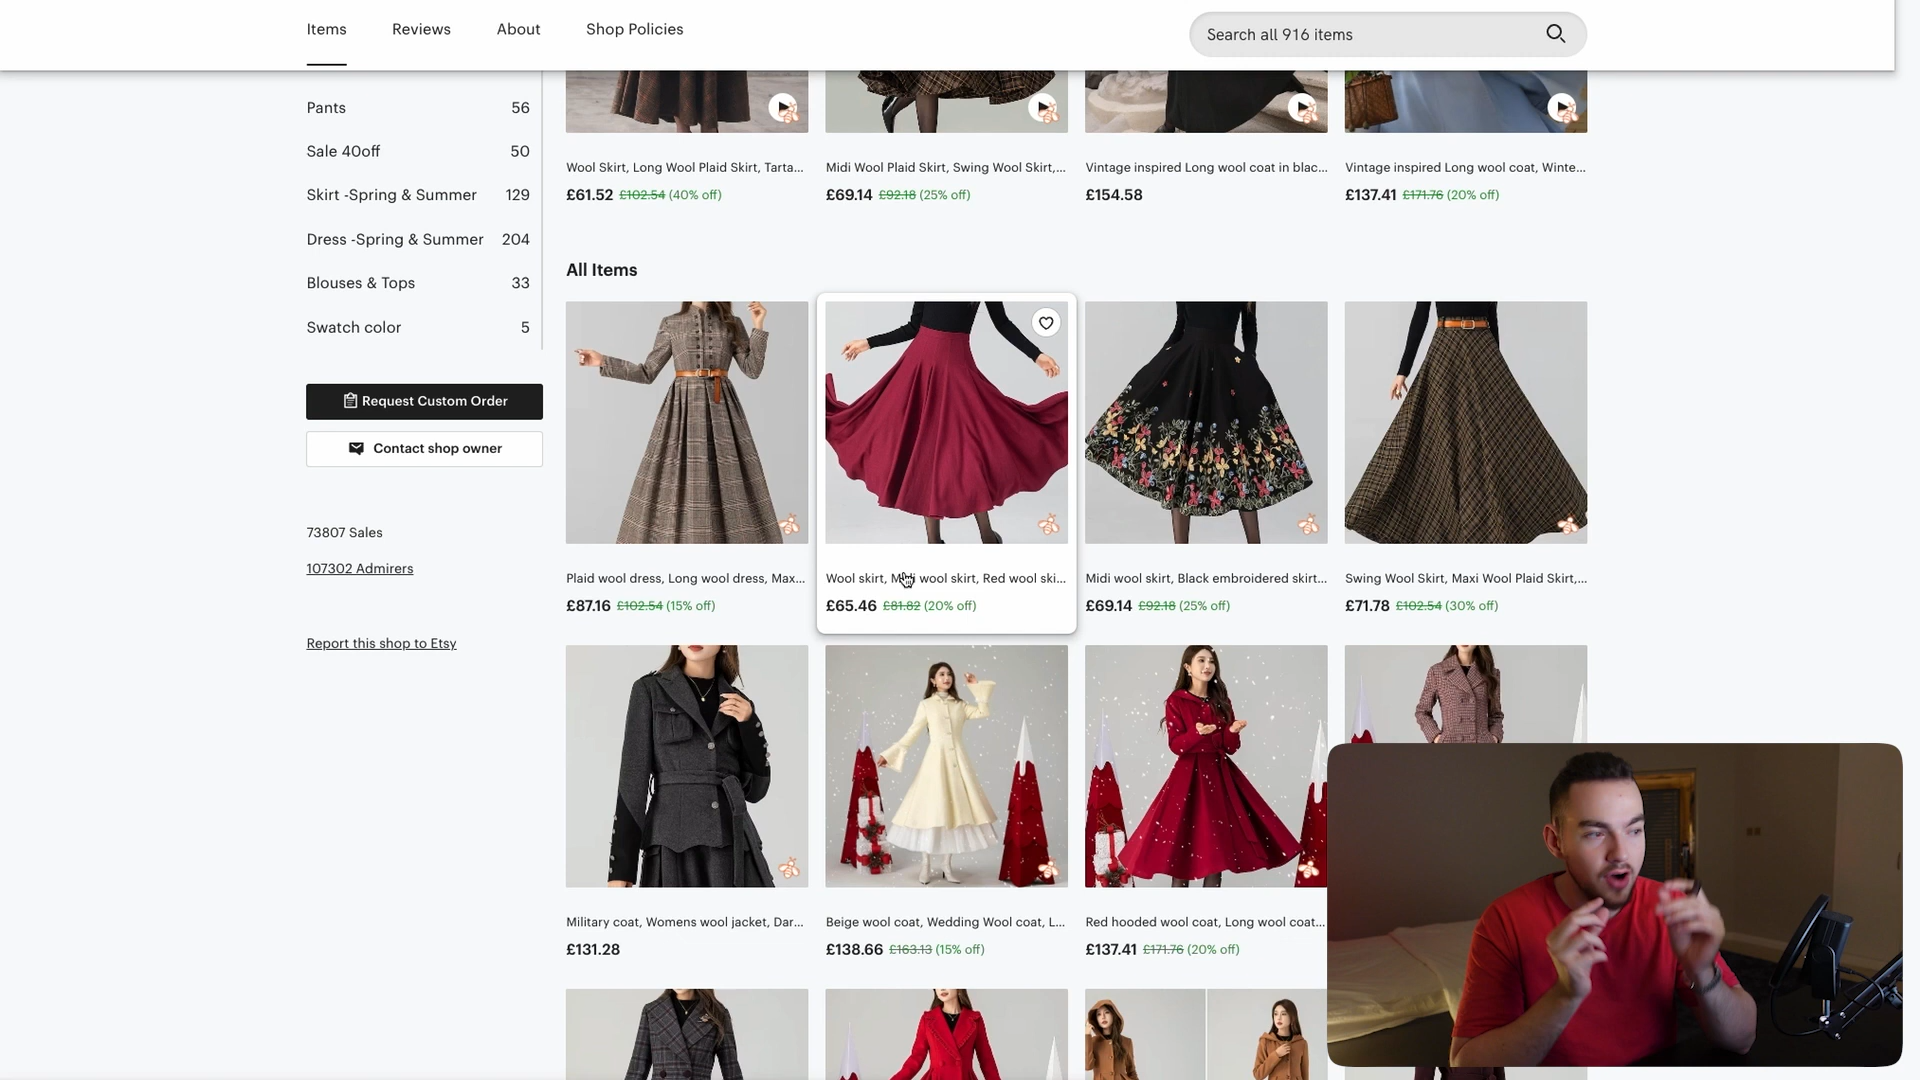 Items
Reviews
About
Shop Policies
Search all 916 items
Pants 56
Sale 40off 50
Skirt -Spring & Summer 129
Dress -Spring & Summer 204
Blouses & Tops 33
Swatch color 5
Request Custom Order
Contact shop owner
73807 Sales
107302 Admirers
Report this shop to Etsy
Wool Skirt, Long Wool Plaid Skirt, Tarta...
£61.52 £102.54 (40% off)
Midi Wool Plaid Skirt, Swing Wool Skirt,...
£69.14 £92.18 (25% off)
Vintage inspired Long wool coat in blac...
£154.58
Vintage inspired Long wool coat, Winte...
£137.41 £171.76 (20% off)
All Items
Plaid wool dress, Long wool dress, Max...
£87.16 £102.54 (15% off)
Wool skirt, Midi wool skirt, Red wool ski...
£65.46 £81.82 (20% off)
Midi wool skirt, Black embroidered skirt...
£69.14 £92.18 (25% off)
Swing Wool Skirt, Maxi Wool Plaid Skirt,...
£71.78 £102.54 (30% off)
Military coat, Womens wool jacket, Dar...
£131.28
Beige wool coat, Wedding Wool coat, L...
£138.66 £163.13 (15% off)
Red hooded wool coat, Long wool coat...
£137.41 £171.76 (20% off)